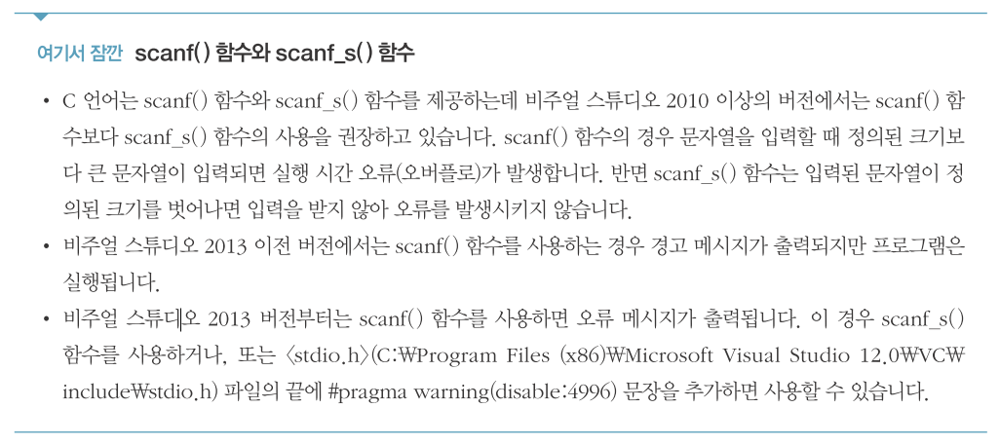 여기서 잠깐 scanf( ) 함수와 scanf_s( ) 함수
• C 언어는 scanf( ) 함수와 scanf_s( ) 함수를 제공하는데 비주얼 스튜디오 2010 이상의 버전에서는 scanf( ) 함
수보다 scanf_s( ) 함수의 사용을 권장하고 있습니다. scanf( ) 함수의 경우 문자열을 입력할 때 정의된 크기보
다 큰 문자열이 입력되면 실행 시간 오류(오버플로)가 발생합니다. 반면 scanf_s( ) 함수는 입력된 문자열이 정
의된 크기를 벗어나면 입력을 받지 않아 오류를 발생시키지 않습니다.
• 비주얼 스튜디오 2013 이전 버전에서는 scanf( ) 함수를 사용하는 경우 경고 메시지가 출력되지만 프로그램은
실행됩니다.
• 비주얼 스튜디오 2013 버전부터는 scanf( ) 함수를 사용하면 오류 메시지가 출력됩니다. 이 경우 scanf_s( )
함수를 사용하거나, 또는 〈stdio.h〉(C:₩Program Files (x86)₩Microsoft Visual Studio 12.0₩VC₩
include₩stdio.h) 파일의 끝에 #pragma warning(disable:4996) 문장을 추가하면 사용할 수 있습니다.